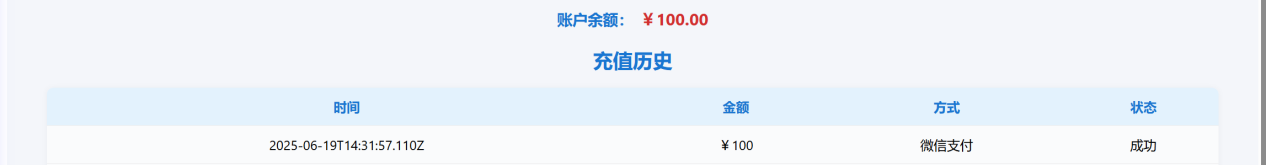 账户余额： ￥100.00
充值历史
时间 金额 方式 状态
2025-06-19T14:31:57.110Z ￥100 微信支付 成功